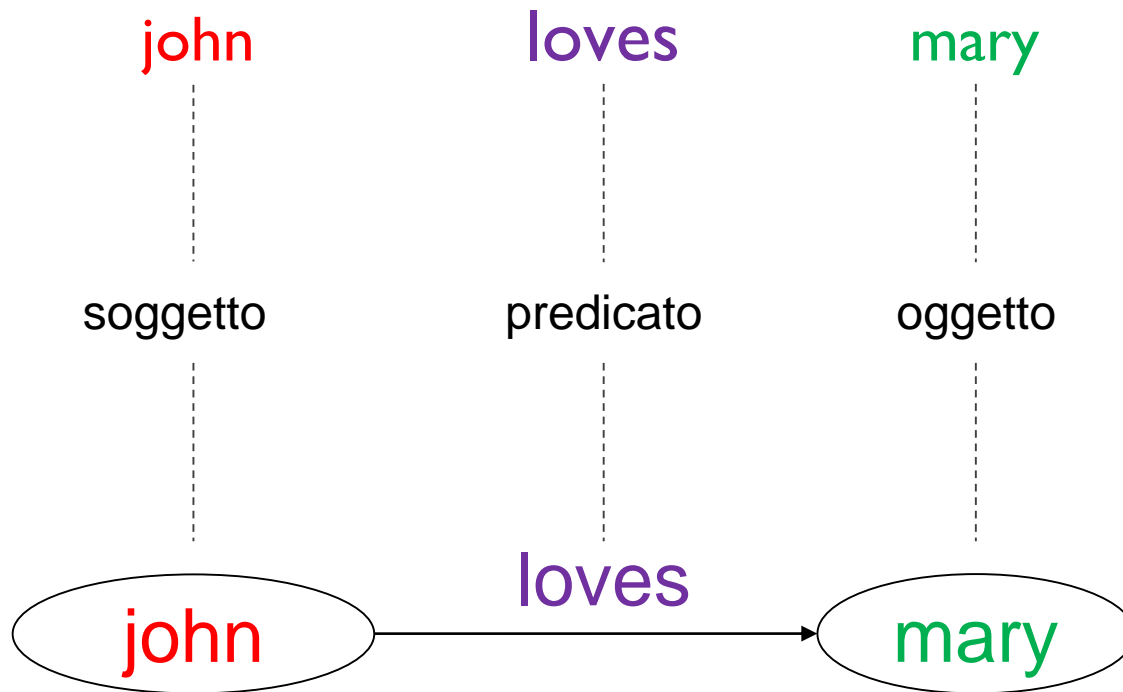 john loves mary
soggetto predicato oggetto
loves
john mary